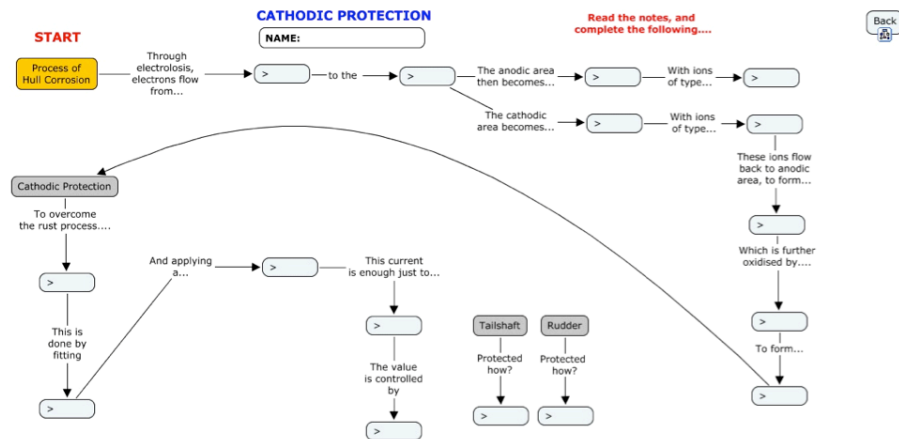 CATHODIC PROTECTION
Read the notes, and
complete the following....
Back
START
NAME:
Process of
Hull Corrosion
Through
electrolosis,
electrons flow
from...
>
to the
>
The anodic area
then becomes...
>
With ions
of type...
>
The cathodic
area becomes...
>
With ions
of type...
>
These ions flow
back to anodic
area, to form...
>
Which is further
oxidised by....
>
To form...
>
Cathodic Protection
To overcome
the rust process....
>
This is
done by
fitting
>
And applying
a...
>
This current
is enough just to...
>
The value
is controlled
by
>
Tailshaft
Protected
how?
>
Rudder
Protected
how?
>